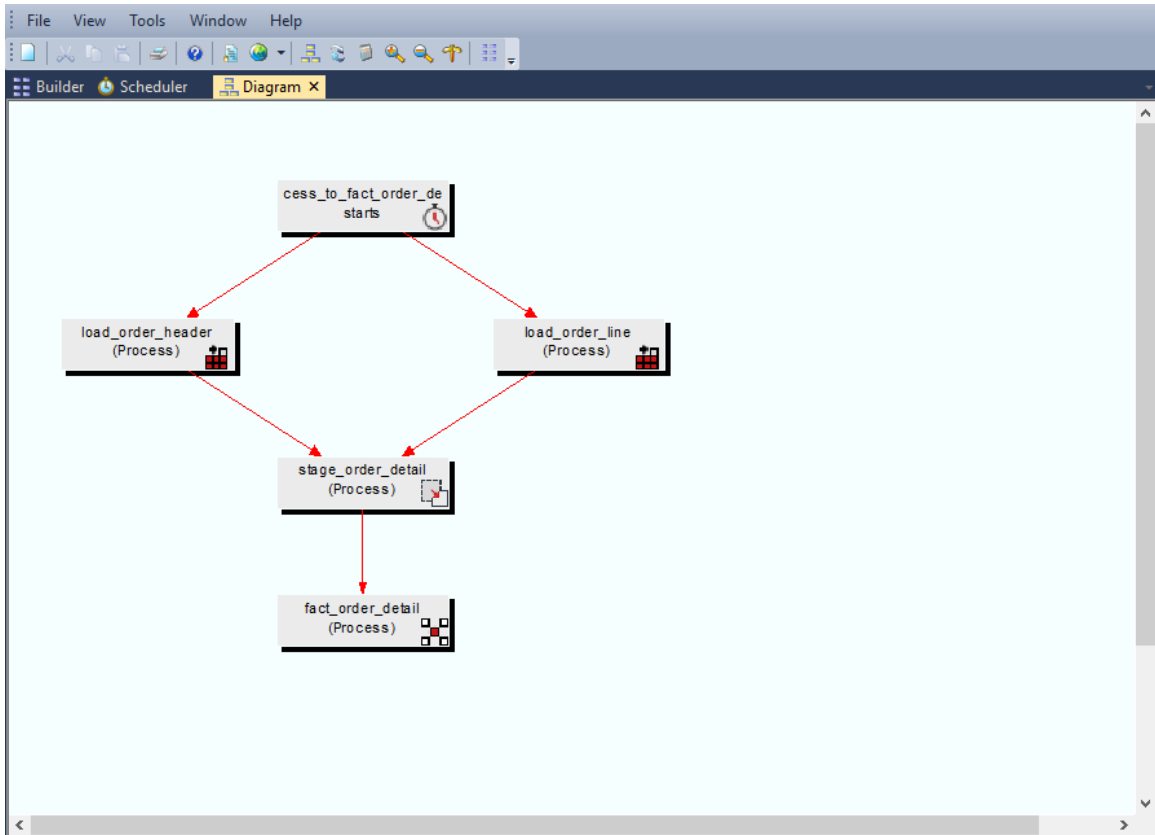 File View Tools Window Help
Builder Scheduler Diagram
cess_to_fact_order_de
starts
load_order_header
(Process)
load_order_line
(Process)
stage_order_detail
(Process)
fact_order_detail
(Process)